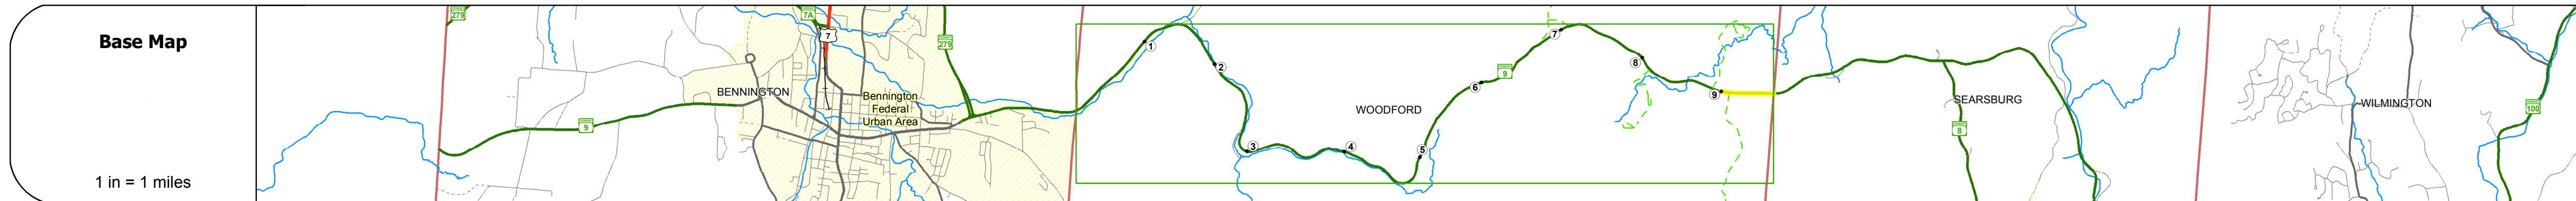 Base Map
1 in = 1 miles
279
7A
7
279
BENNINGTON
Bennington
Federal
Urban Area
9
1
2
3
4
5
6
7
8
9
9
WOODFORD
SEARSBURG
8
WILMINGTON
100